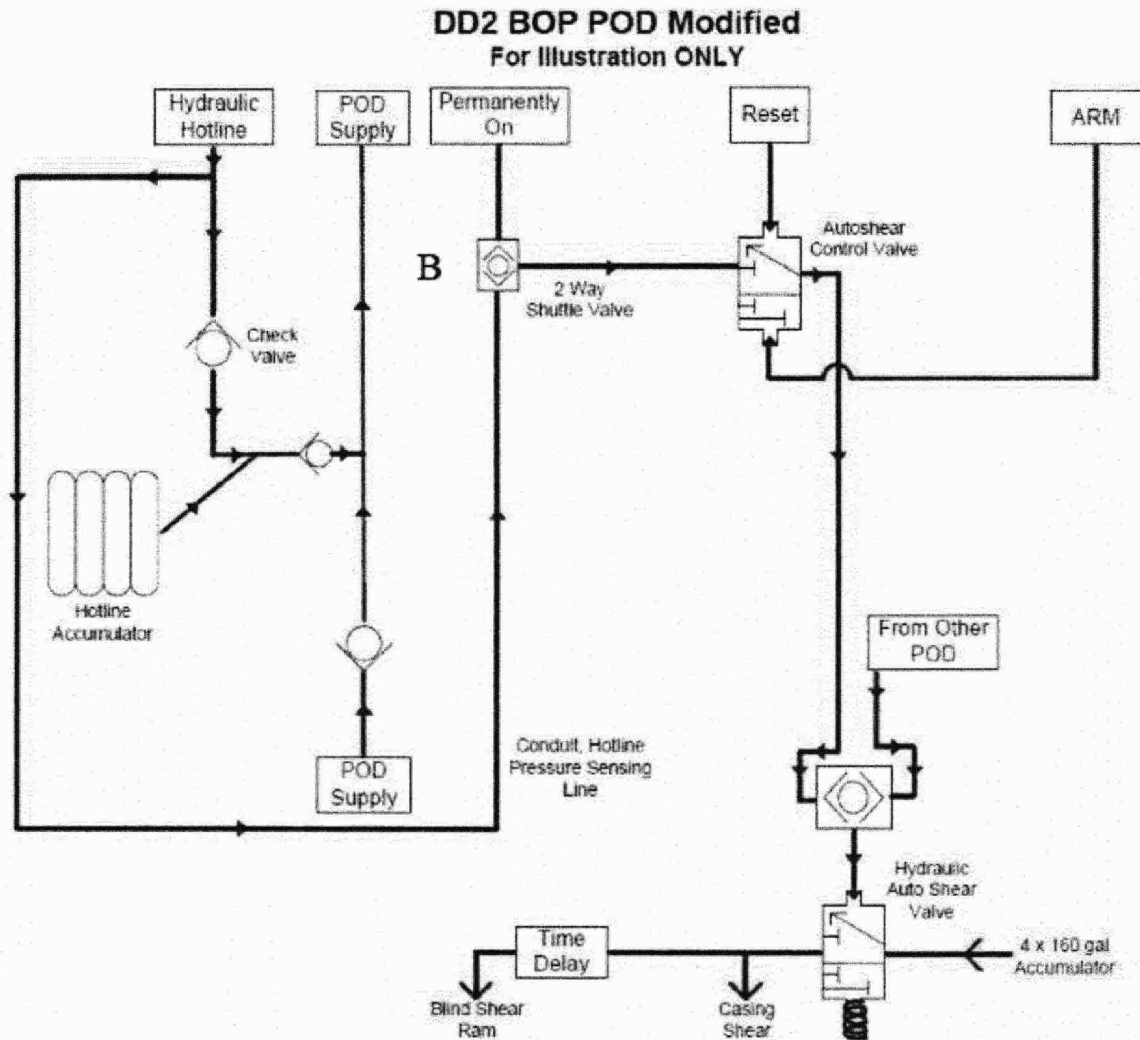 DD2 BOP POD Modified
For Illustration ONLY
Hydraulic
Hotline
POD
Supply
Permanently
On
Reset
ARM
Autoshear
Control Valve
B
2 Way
Shuttle Valve
Check
Valve
Hotline
Accumulator
From Other
POD
Conduit, Hotline
Pressure Sensing
Line
POD
Supply
Hydraulic
Auto Shear
Valve
Time
Delay
4 x 160 gal
Accumulator
Blind Shear
Ram
Casing
Shear